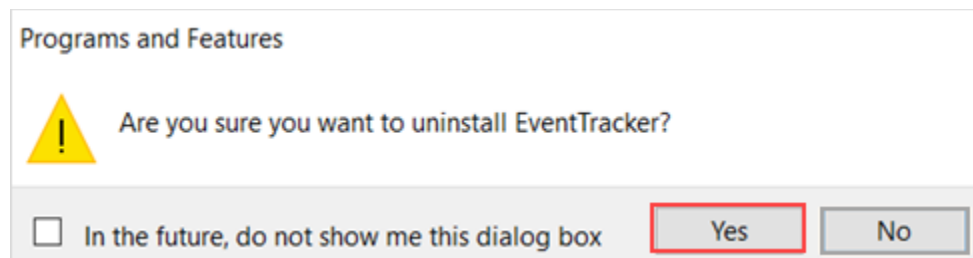 Programs and Features
Are you sure you want to uninstall EventTracker?
In the future, do not show me this dialog box Yes No